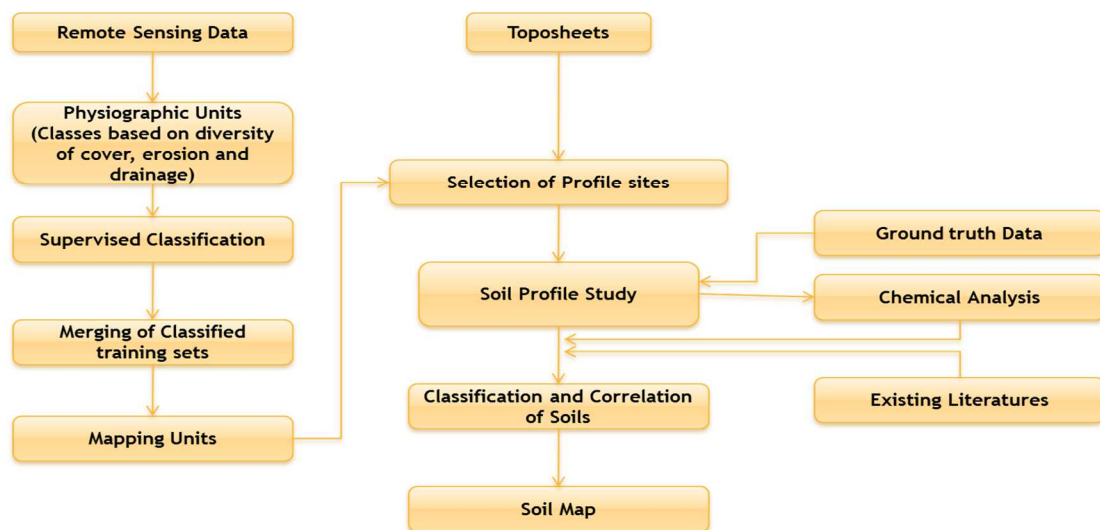 Remote Sensing Data
Physiographic Units
(Classes based on diversity
of cover, erosion and
drainage)
Supervised Classification
Merging of Classified
training sets
Mapping Units
Toposheets
Selection of Profile sites
Soil Profile Study
Classification and Correlation
of Soils
Soil Map
Ground truth Data
Chemical Analysis
Existing Literatures